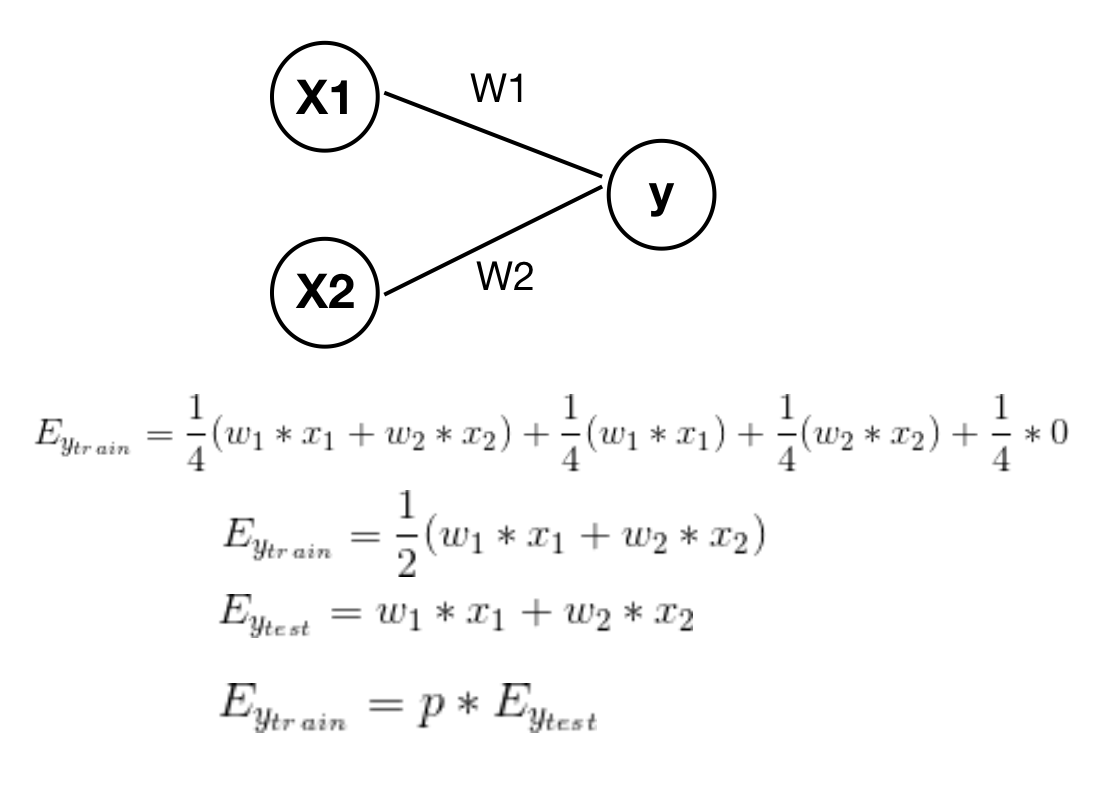 X1
W1
y
X2
W2
E_{y_{train}} = \frac{1}{4}(w_1 * x_1 + w_2 * x_2) + \frac{1}{4}(w_1 * x_1) + \frac{1}{4}(w_2 * x_2) + \frac{1}{4} * 0
E_{y_{train}} = \frac{1}{2}(w_1 * x_1 + w_2 * x_2)
E_{y_{test}} = w_1 * x_1 + w_2 * x_2
E_{y_{train}} = p * E_{y_{test}}